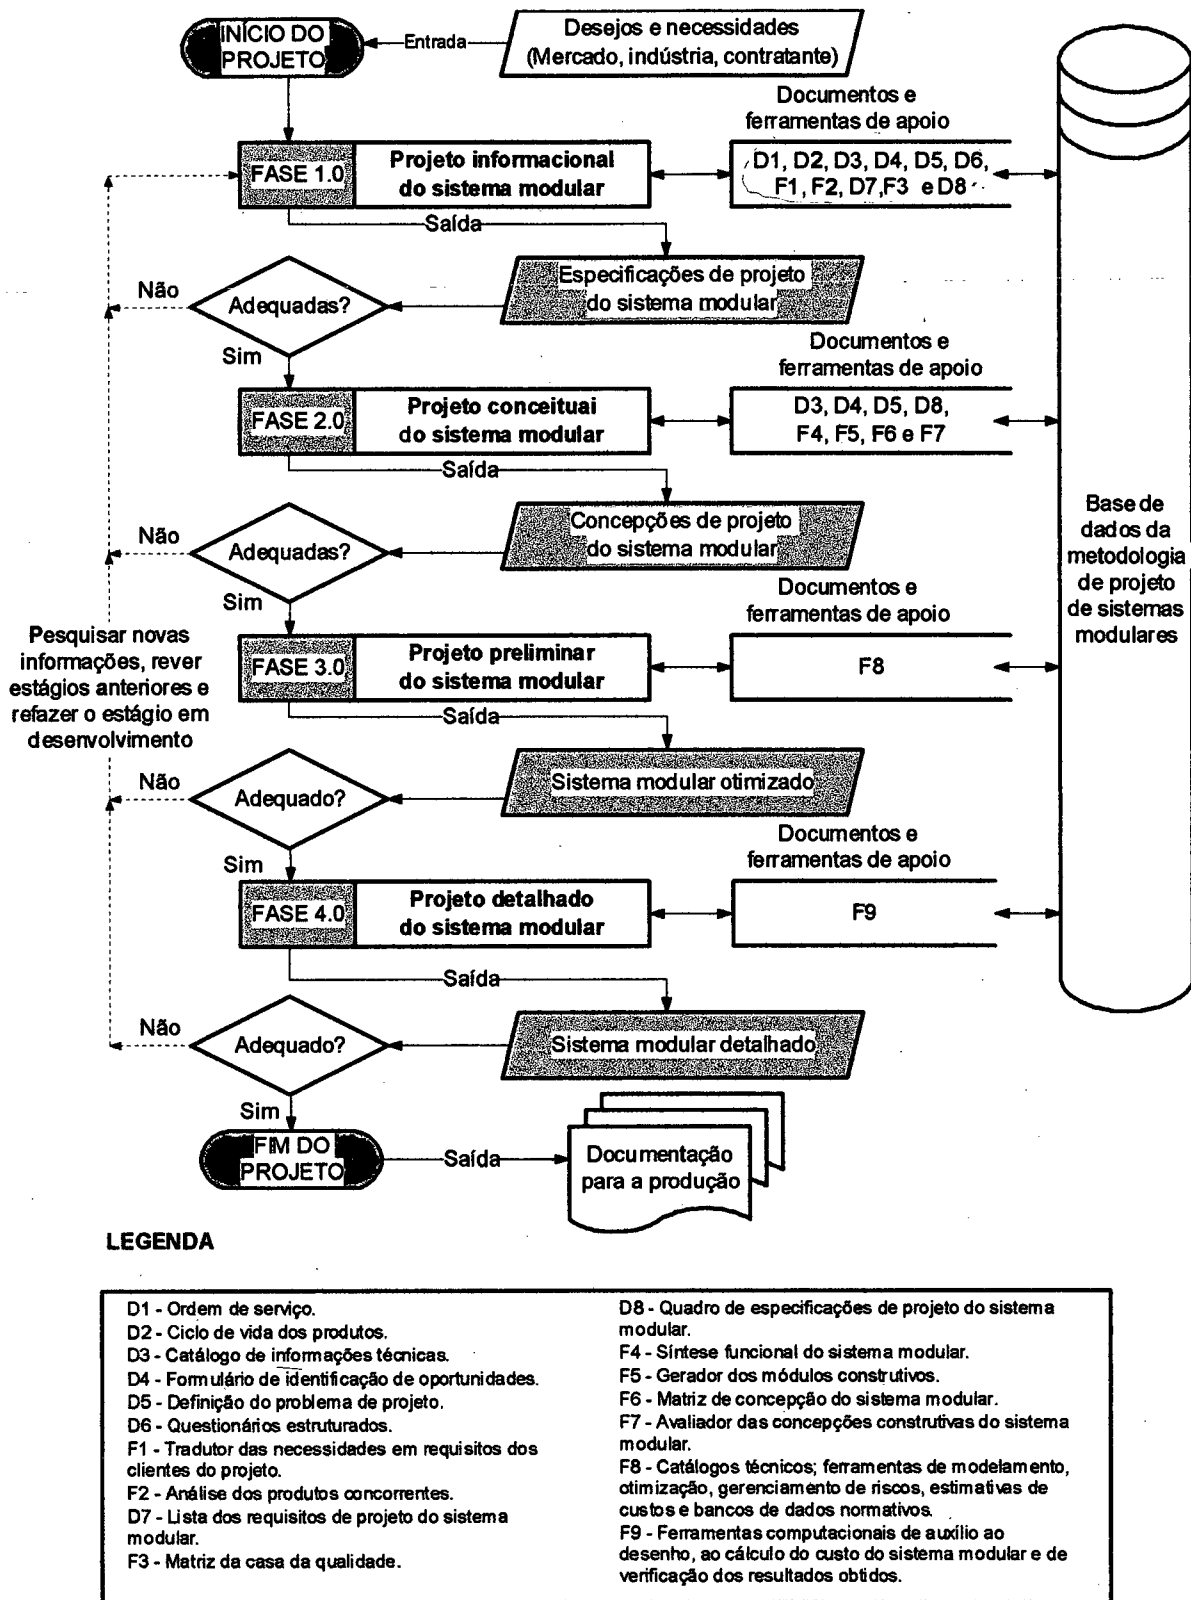 INÍCIO DO
PROJETO
Entrada
Desejos e necessidades
(Mercado, indústria, contratante)
Documentos e
ferramentas de apoio
FASE 1.0
Projeto informacional
do sistema modular
D1, D2, D3, D4, D5, D6,
F1, F2, D7,F3 e D8
Saída
Especificações de projeto
do sistema modular
Não
Adequadas?
Sim
Documentos e
ferramentas de apoio
FASE 2.0
Projeto conceituai
do sistema modular
D3, D4, D5, D8,
F4, F5, F6 e F7
Saída
Concepções de projeto
do sistema modular
Não
Adequadas?
Sim
Base de
dados da
metodologia
de projeto
de sistemas
modulares
Documentos e
ferramentas de apoio
Pesquisar novas
informações, rever
estágios anteriores e
refazer o estágio em
desenvolvimento
FASE 3.0
Projeto preliminar
do sistema modular
F8
Saída
Sistema modular otimizado
Não
Adequado?
Sim
Documentos e
ferramentas de apoio
FASE 4.0
Projeto detalhado
do sistema modular
F9
Saída
Sistema modular detalhado
Não
Adequado?
Sim
FIM DO
PROJETO
Saída
Documentação
para a produção
LEGENDA
D1 - Ordem de serviço.
D2 - Ciclo de vida dos produtos.
D3 - Catálogo de informações técnicas.
D4 - Formulário de identificação de oportunidades.
D5 - Definição do problema de projeto.
D6 - Questionários estruturados.
F1 - Tradutor das necessidades em requisitos dos
clientes do projeto.
F2 - Análise dos produtos concorrentes.
D7 - Lista dos requisitos de projeto do sistema
modular.
F3 - Matriz da casa da qualidade.
D8 - Quadro de especificações de projeto do sistema
modular.
F4 - Síntese funcional do sistema modular.
F5 - Gerador dos módulos construtivos.
F6 - Matriz de concepção do sistema modular.
F7 - Avaliador das concepções construtivas do sistema
modular.
F8 - Catálogos técnicos; ferramentas de modelamento,
otimização, gerenciamento de riscos, estimativas de
custos e bancos de dados normativos.
F9 - Ferramentas computacionais de auxílio ao
desenho, ao cálculo do custo do sistema modular e de
verificação dos resultados obtidos.